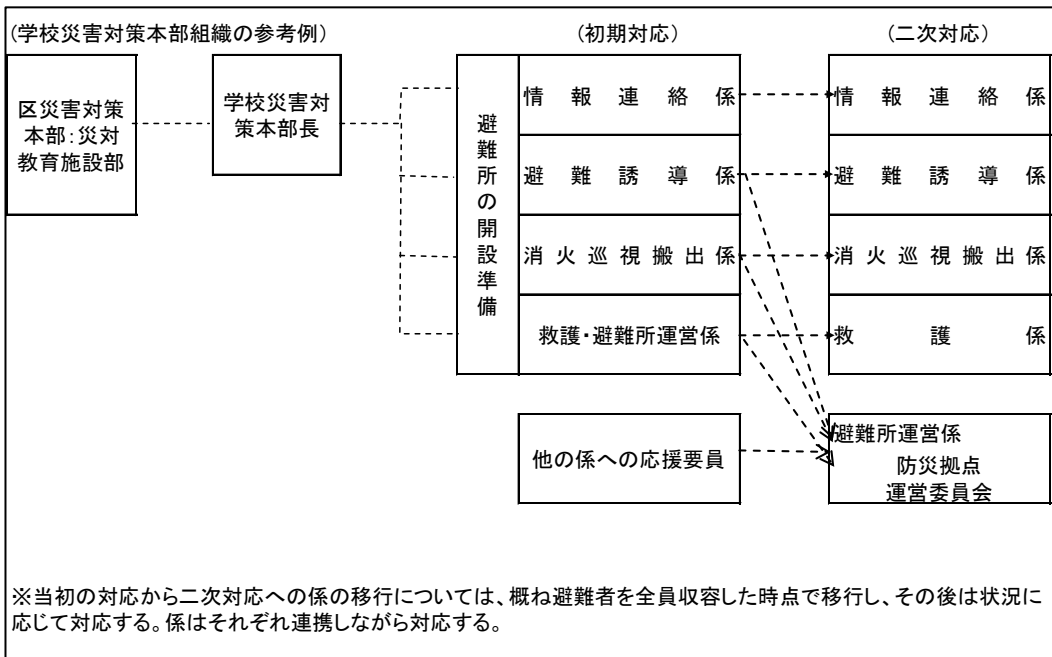 (学校災害対策本部組織の参考例)
(初期対応)
(二次対応)
区災害対策
本部:災対
教育施設部
学校災害対
策本部長
避難所の開設準備
情報連絡係
避難誘導係
消火巡視搬出係
救護・避難所運営係
他の係への応援要員
情報連絡係
避難誘導係
消火巡視搬出係
救護係
避難所運営係
防災拠点
運営委員会
※当初の対応から二次対応への係の移行については、概ね避難者を全員収容した時点で移行し、その後は状況に
応じて対応する。係はそれぞれ連携しながら対応する。